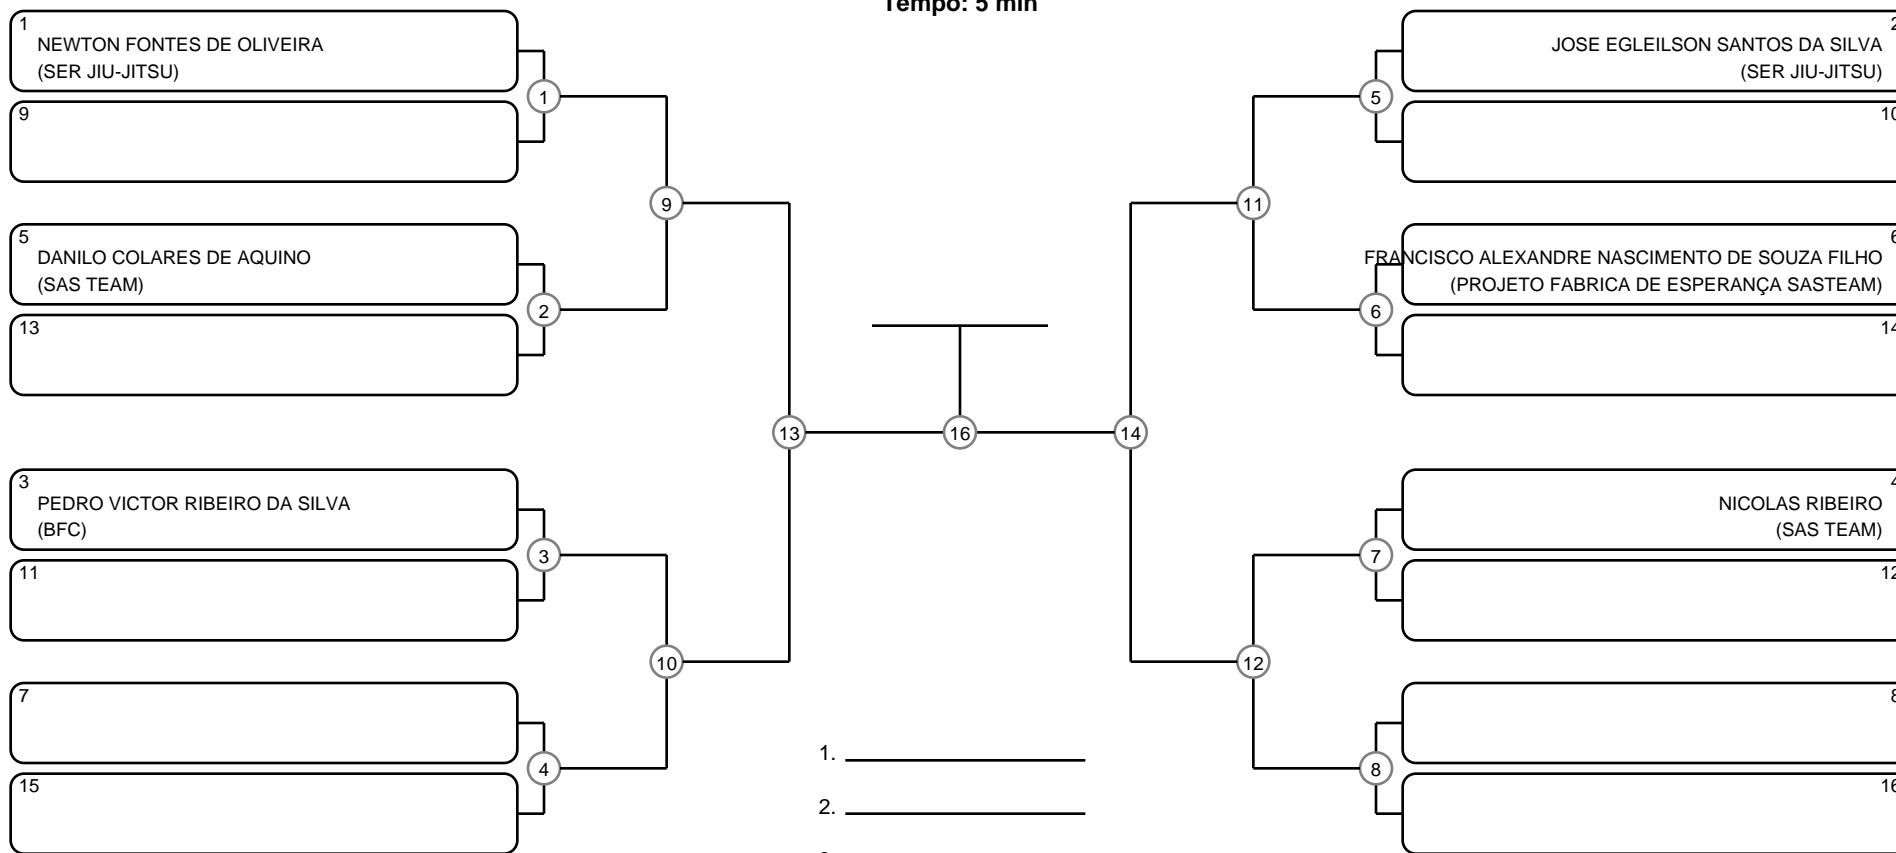 Tempo: 5 min
1
NEWTON FONTES DE OLIVEIRA
(SER JIU-JITSU)
9
5
DANILO COLARES DE AQUINO
(SAS TEAM)
13
3
PEDRO VICTOR RIBEIRO DA SILVA
(BFC)
11
7
15
1
2
3
4
9
10
13
16
14
11
12
5
6
7
8
2
JOSE EGLEILSON SANTOS DA SILVA
(SER JIU-JITSU)
10
6
FRANCISCO ALEXANDRE NASCIMENTO DE SOUZA FILHO
(PROJETO FABRICA DE ESPERANÇA SASTEAM)
14
4
NICOLAS RIBEIRO
(SAS TEAM)
12
8
16
1.
2.